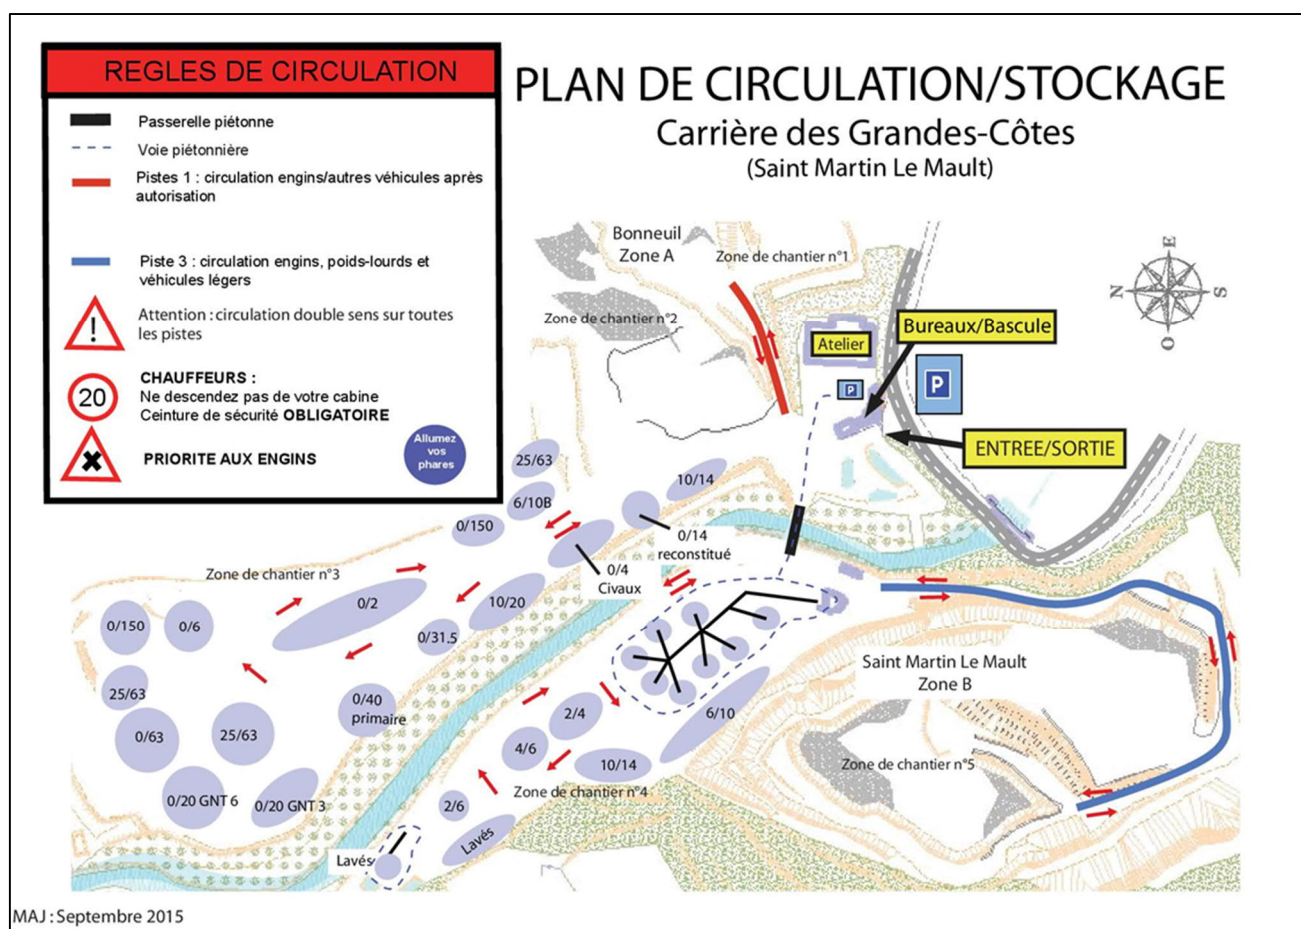 REGLES DE CIRCULATION
Passerelle piétonne
Voie piétonnière
Pistes 1 : circulation engins/autres véhicules après
autorisation
Piste 3 : circulation engins, poids-lourds et
véhicules légers
!
Attention : circulation double sens sur toutes
les pistes
20
CHAUFFEURS :
Ne descendez pas de votre cabine
Ceinture de sécurité OBLIGATOIRE
PRIORITE AUX ENGINS
Allumez
vos
phares
PLAN DE CIRCULATION/STOCKAGE
Carrière des Grandes-Côtes
(Saint Martin Le Mault)
Bonneuil
Zone A
Zone de chantier n°1
Zone de chantier n°2
Atelier
Bureaux/Bascule
P
P
ENTREE/SORTIE
E
N
S
O
25/63
6/10B
0/150
10/14
0/14
reconstitué
0/4
Civaux
Zone de chantier n°3
0/2
10/20
0/31.5
0/150
0/6
25/63
0/63
25/63
0/40
primaire
0/20 GNT 6
0/20 GNT 3
2/4
4/6
10/14
6/10
Zone de chantier n°4
2/6
Lavés
Lavés
Saint Martin Le Mault
Zone B
Zone de chantier n°5
MAJ : Septembre 2015